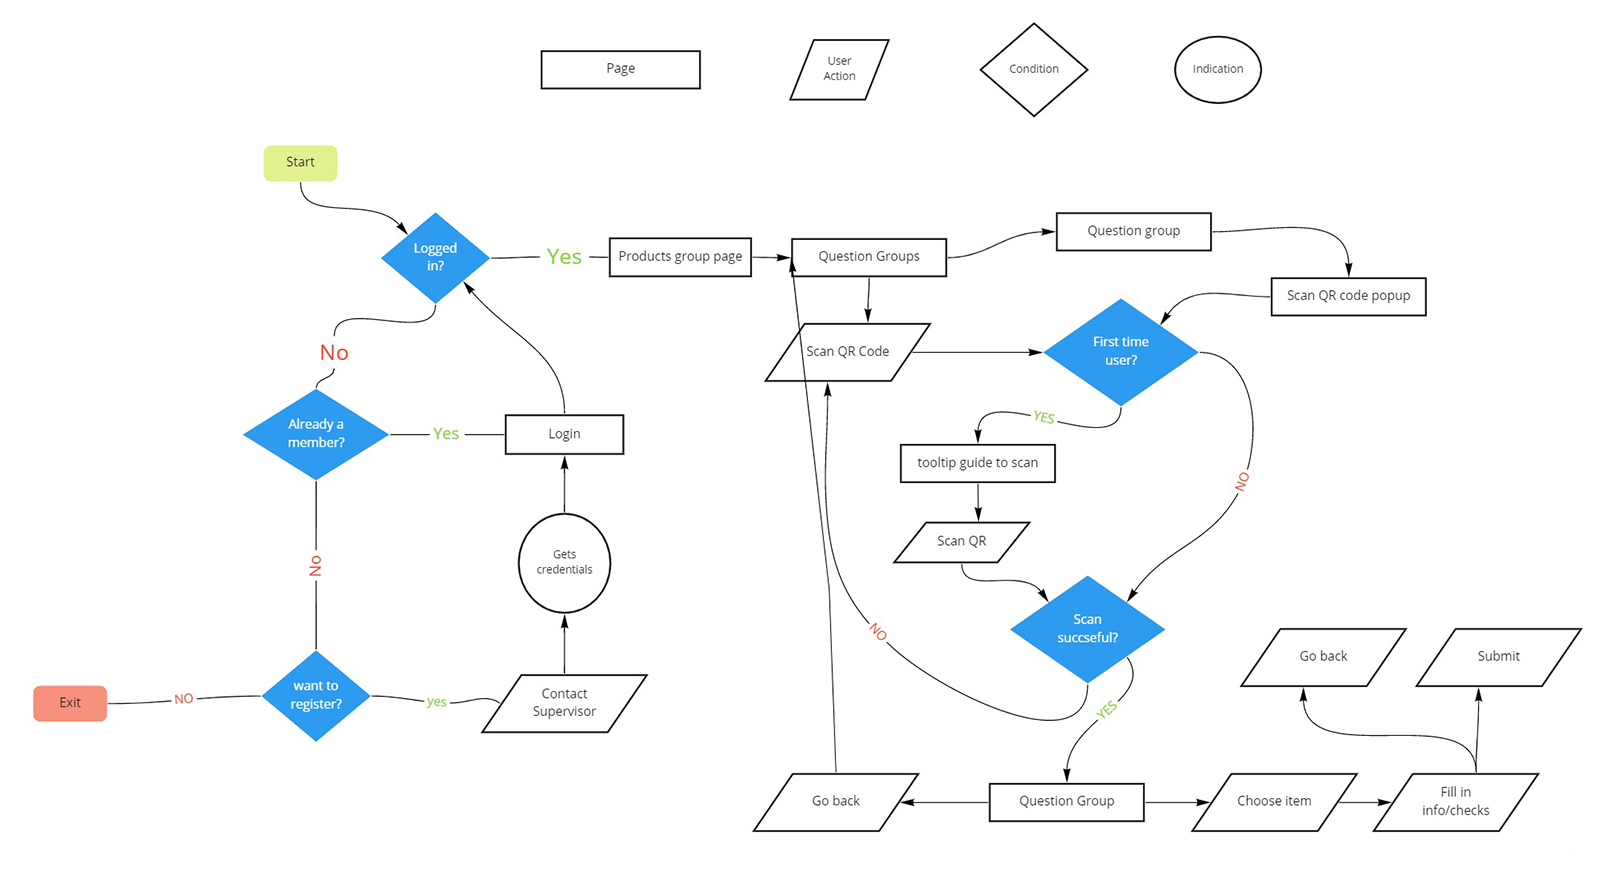 Page
User
Action
Condition
Indication
Start
Logged
in?
Yes
Products group page
Question Groups
Question group
Scan QR code popup
No
Scan QR Code
First time
user?
Already a
member?
Yes
Login
YES
tooltip guide to scan
NO
Scan QR
No
Gets
credentials
Scan
succseful?
NO
Go back
Submit
Exit
NO
want to
register?
yes
Contact
Supervisor
YES
Go back
Question Group
Choose item
Fill in
info/checks